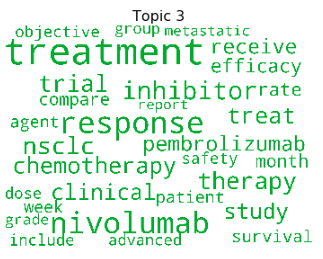 Topic 3
objective group metastatic
treatment receive
efficacy
trial inhibitor rate
compare report treat
agent response
nsclc pembrolizumab
chemotherapy safety month
therapy
dose clinical patient
week study
grade nivolumab
include advanced survival